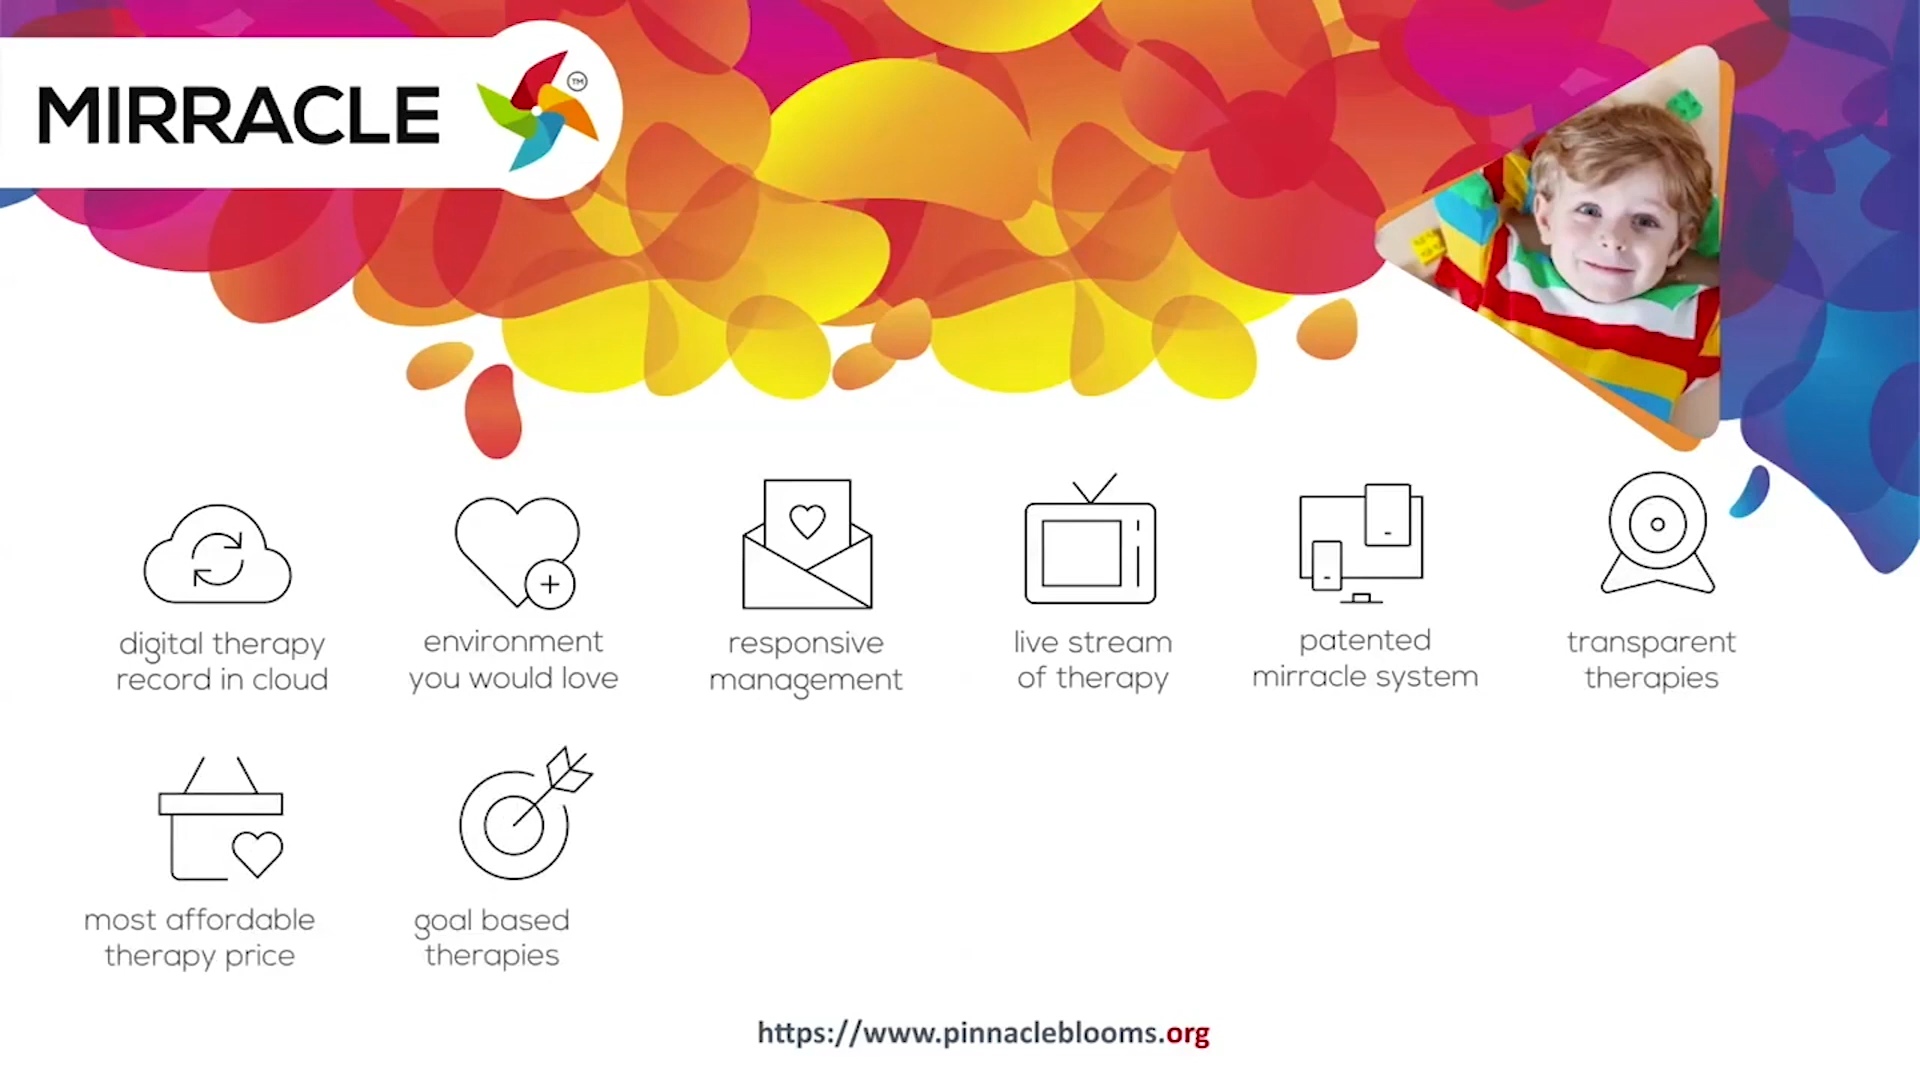 MIRRACLE
TM
digital therapy
record in cloud
environment
you would love
responsive
management
live stream
of therapy
patented
mirracle system
transparent
therapies
most affordable
therapy price
goal based
therapies
https://www.pinnacleblooms.org